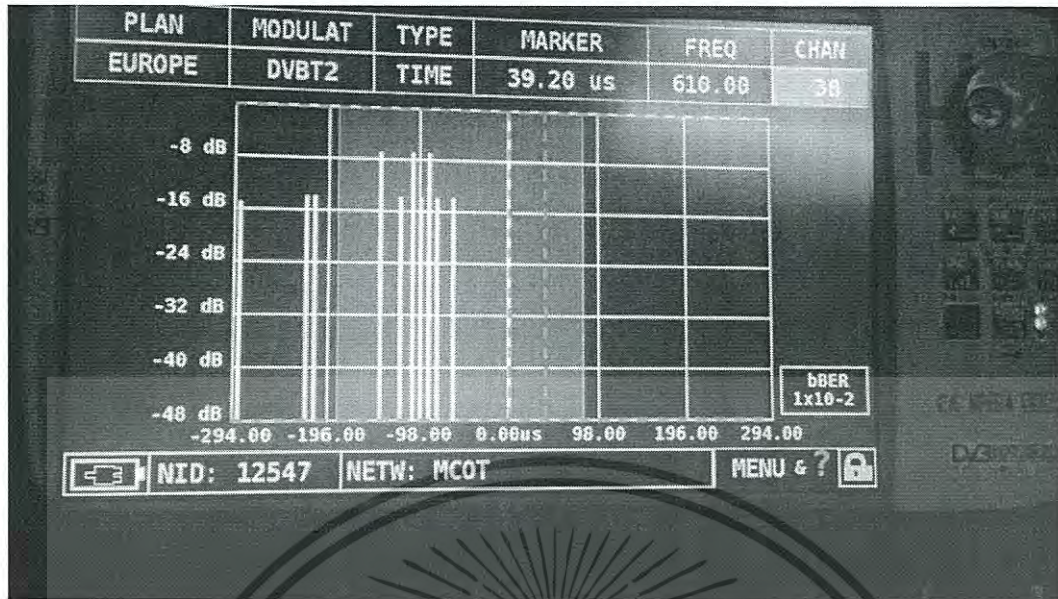 PLAN MODULAT TYPE MARKER FREQ CHAN
EUROPE DVBT2 TIME 39.20 us 610.00 38
-8 dB
-16 dB
-24 dB
-32 dB
-40 dB
-48 dB
bBER
1x10-2
-294.00 -196.00 -98.00 0.00us 98.00 196.00 294.00
NID: 12547 NETW: MCOT MENU & ?